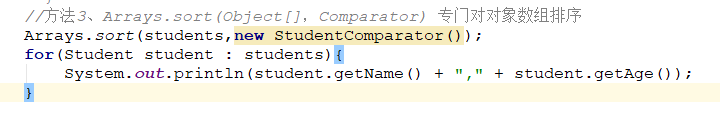 //方法3、Arrays.sort(Object[], Comparator) 专门对对象数组排序
Arrays.sort(students,new StudentComparator());
for(Student student : students){
System.out.println(student.getName() + "," + student.getAge());
}